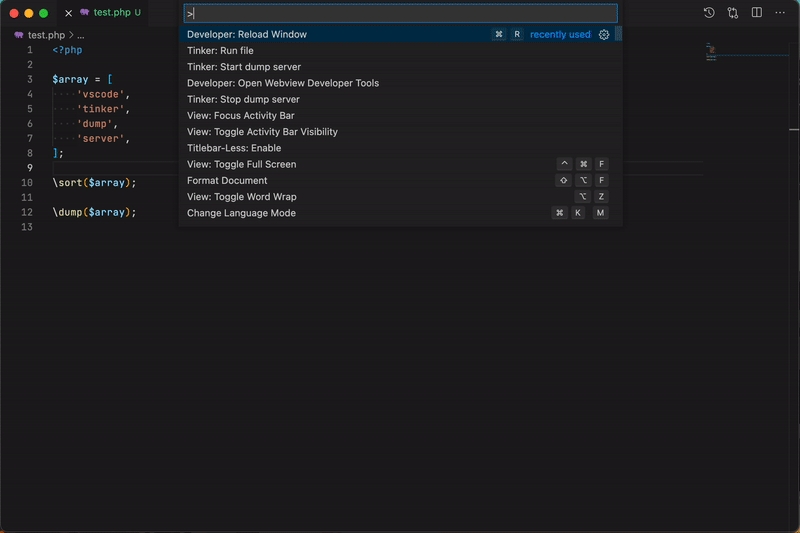 test.php U
>
test.php > ...
Developer: Reload Window ⌘ R recently used
Tinker: Run file
Tinker: Start dump server
Developer: Open Webview Developer Tools
Tinker: Stop dump server
View: Focus Activity Bar
View: Toggle Activity Bar Visibility
Titlebar-Less: Enable
View: Toggle Full Screen ⌃ ⌘ F
Format Document ⇧ ⌥ F
View: Toggle Word Wrap ⌥ Z
Change Language Mode ⌘ K M
1 <?php
2
3 $array = [
4 ····'vscode',
5 ····'tinker',
6 ····'dump',
7 ····'server',
8 ];
9
10 \sort($array);
11
12 \dump($array);
13